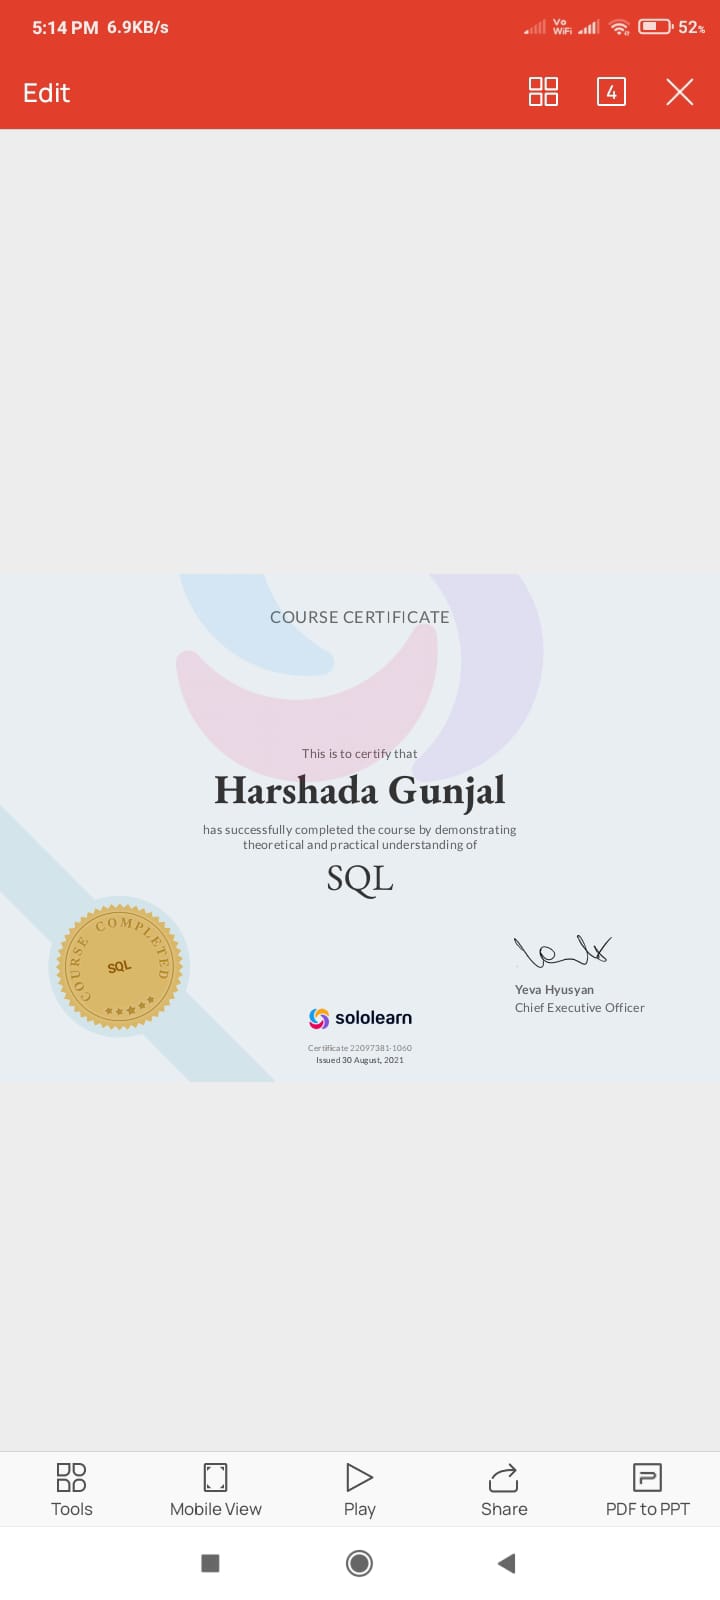 5:14 PM 6.9KB/s Vo WiFi 52%
Edit 4
COURSE CERTIFICATE
This is to certify that
Harshada Gunjal
has successfully completed the course by demonstrating
theoretical and practical understanding of
SQL
COURSE COMPLETED
SQL
Yeva Hyusyan
Chief Executive Officer
sololearn
Certificate 22097381-1060
Issued 30 August, 2021
Tools Mobile View Play Share PDF to PPT